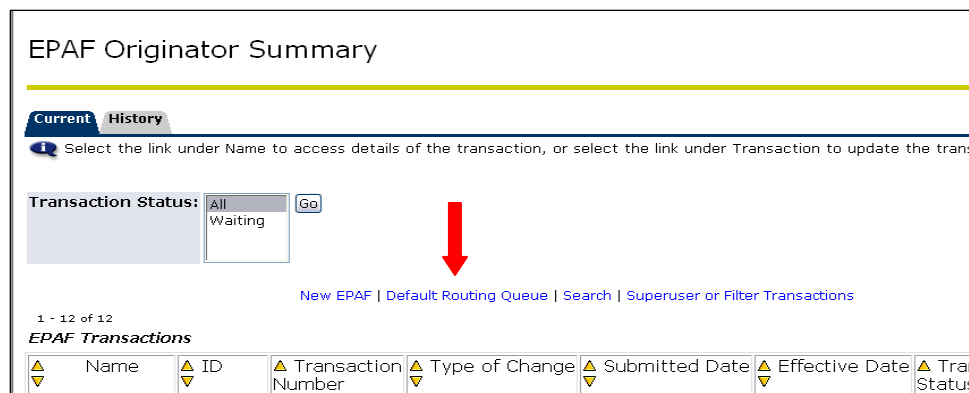 EPAF Originator Summary
Current History
Select the link under Name to access details of the transaction, or select the link under Transaction to update the
Transaction Status: All Go
Waiting
New EPAF | Default Routing Queue | Search | Superuser or Filter Transactions
1 - 12 of 12
EPAF Transactions
Name ID Transaction Number Type of Change Submitted Date Effective Date
Status